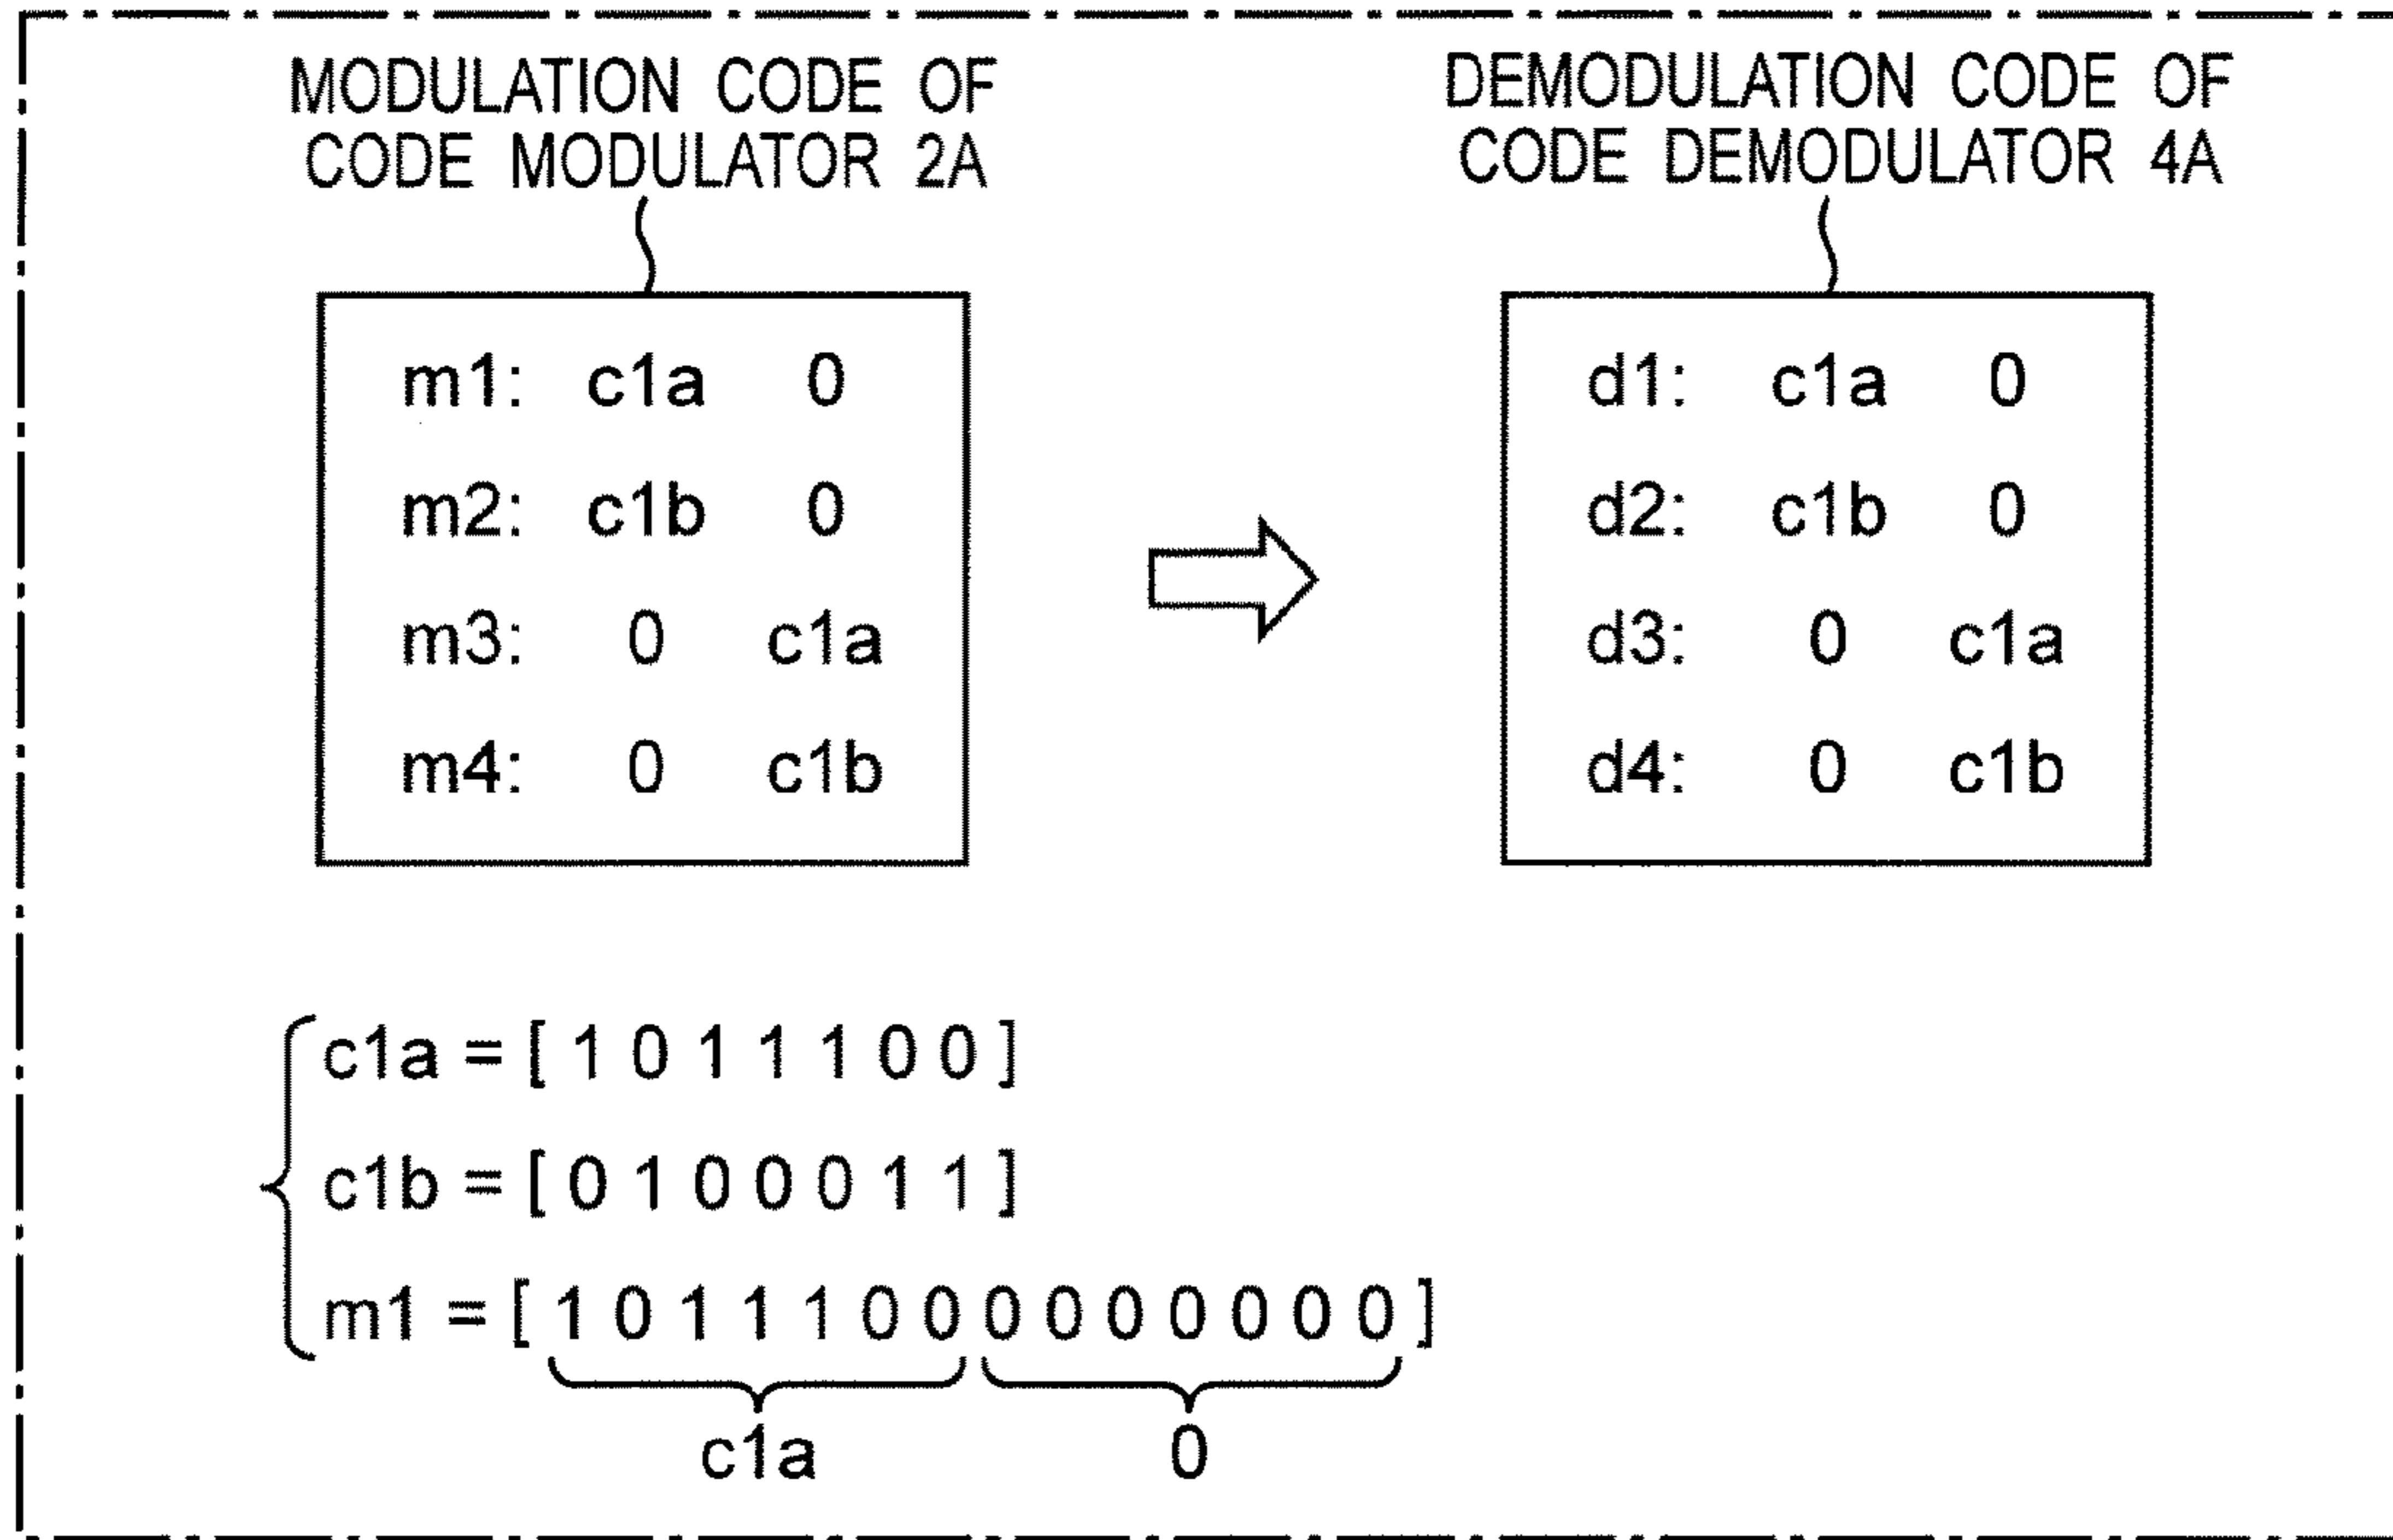 MODULATION CODE OF
CODE MODULATOR 2A
m1: c1a 0
m2: c1b 0
m3: 0 c1a
m4: 0 c1b
DEMODULATION CODE OF
CODE DEMODULATOR 4A
d1: c1a 0
d2: c1b 0
d3: 0 c1a
d4: 0 c1b
c1a = [ 1 0 1 1 1 0 0 ]
c1b = [ 0 1 0 0 0 1 1 ]
m1 = [ 1 0 1 1 1 0 0 0 0 0 0 0 0 0 ]
c1a 0